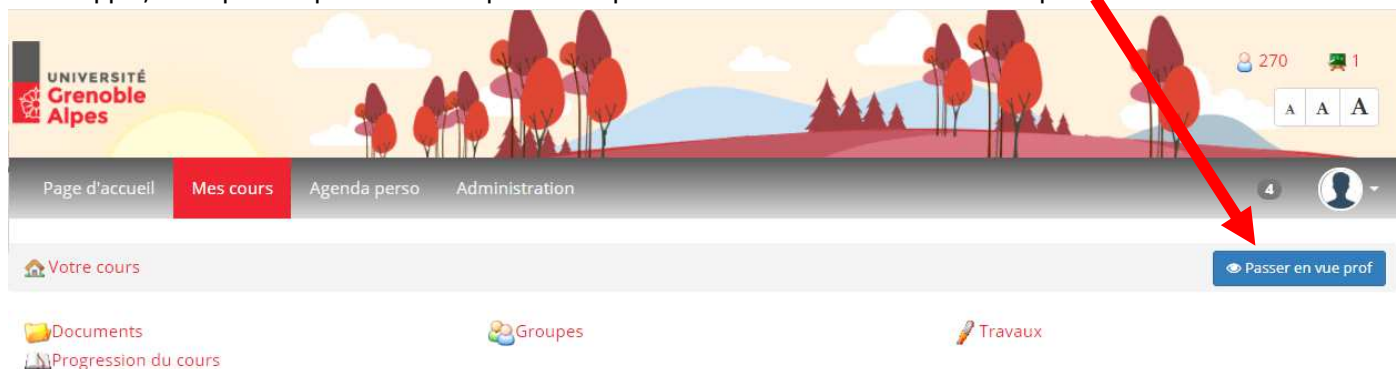 UNIVERSITÉ
Grenoble
Alpes
270 1
A A A
Page d'accueil Mes cours Agenda perso Administration 4
Votre cours Passer en vue prof
Documents Groupes Travaux
Progression du cours